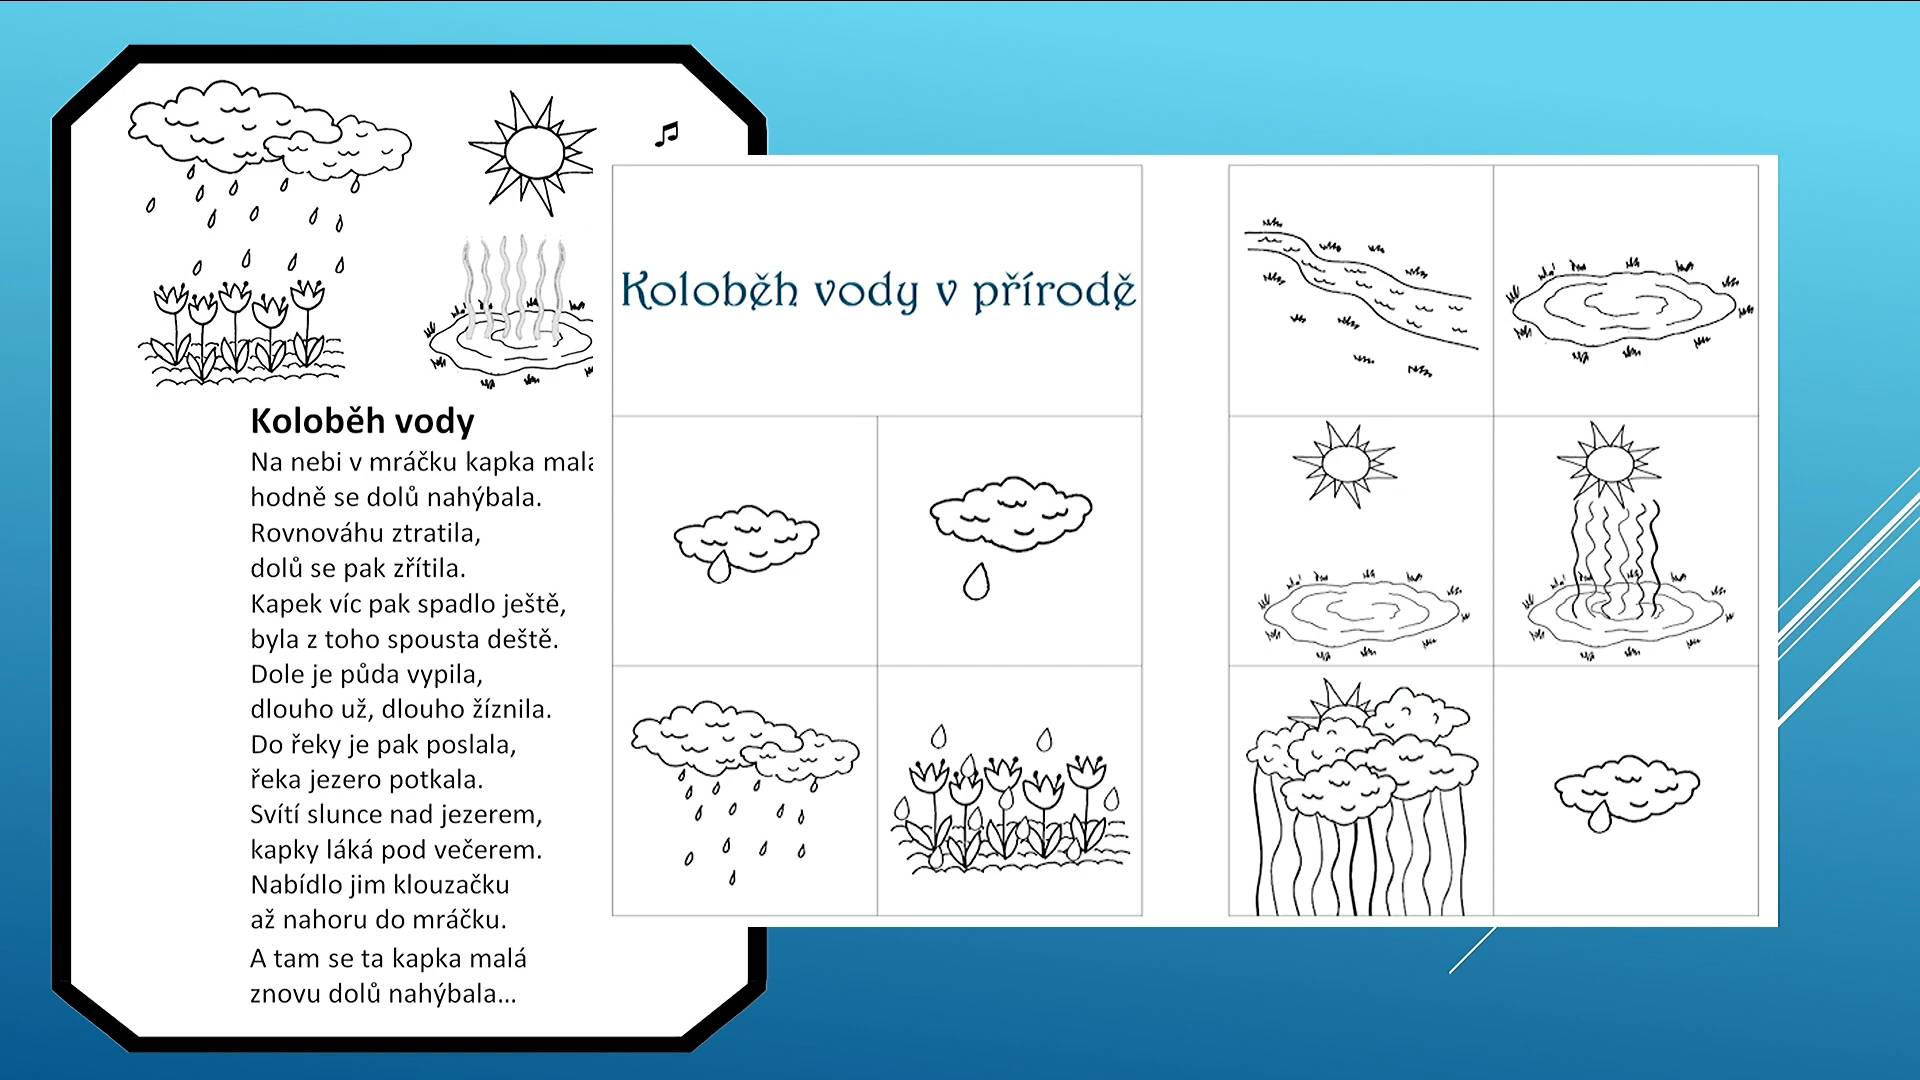 Koloběh vody
Na nebi v mráčku kapka malá
hodně se dolů nahýbala.
Rovnováhu ztratila,
dolů se pak zřítila.
Kapek víc pak spadlo ještě,
byla z toho spousta deště.
Dole je půda vypila,
dlouho už, dlouho žíznila.
Do řeky je pak poslala,
řeka jezero potkala.
Svítí slunce nad jezerem,
kapky láká pod večerem.
Nabídlo jim klouzačku
až nahoru do mráčku.
A tam se ta kapka malá
znovu dolů nahýbala...
Koloběh vody v přírodě